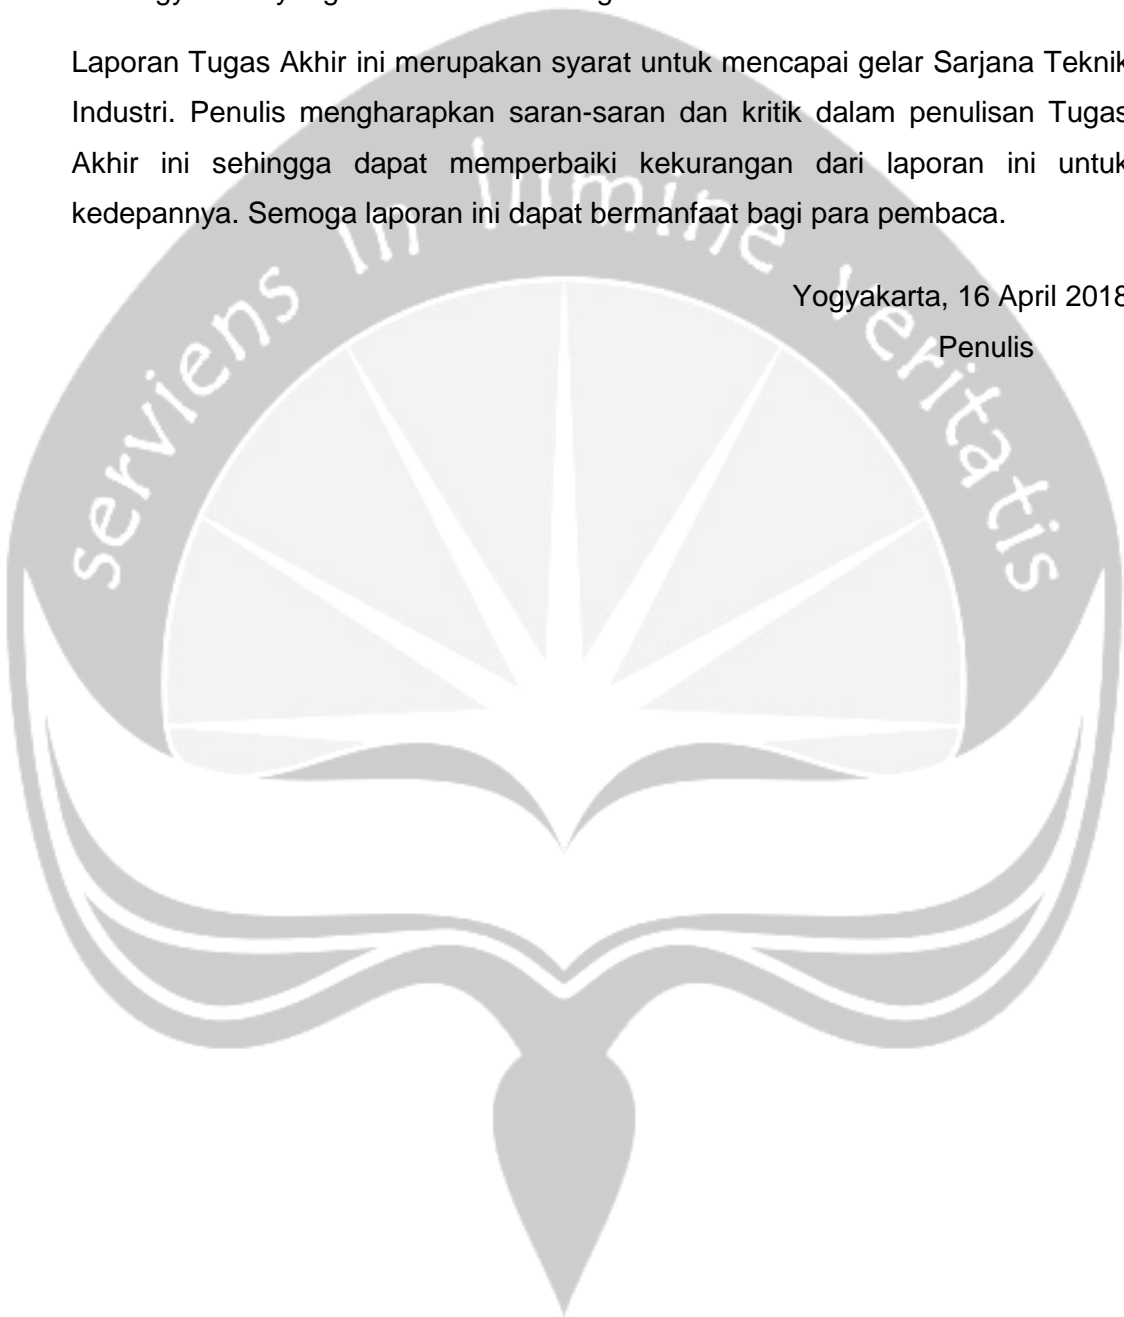 Laporan Tugas Akhir ini merupakan syarat untuk mencapai gelar Sarjana Teknik
Industri. Penulis mengharapkan saran-saran dan kritik dalam penulisan Tugas
Akhir ini sehingga dapat memperbaiki kekurangan dari laporan ini untuk
kedepannya. Semoga laporan ini dapat bermanfaat bagi para pembaca.
Yogyakarta, 16 April 2018
Penulis
serviens in lumine veritatis